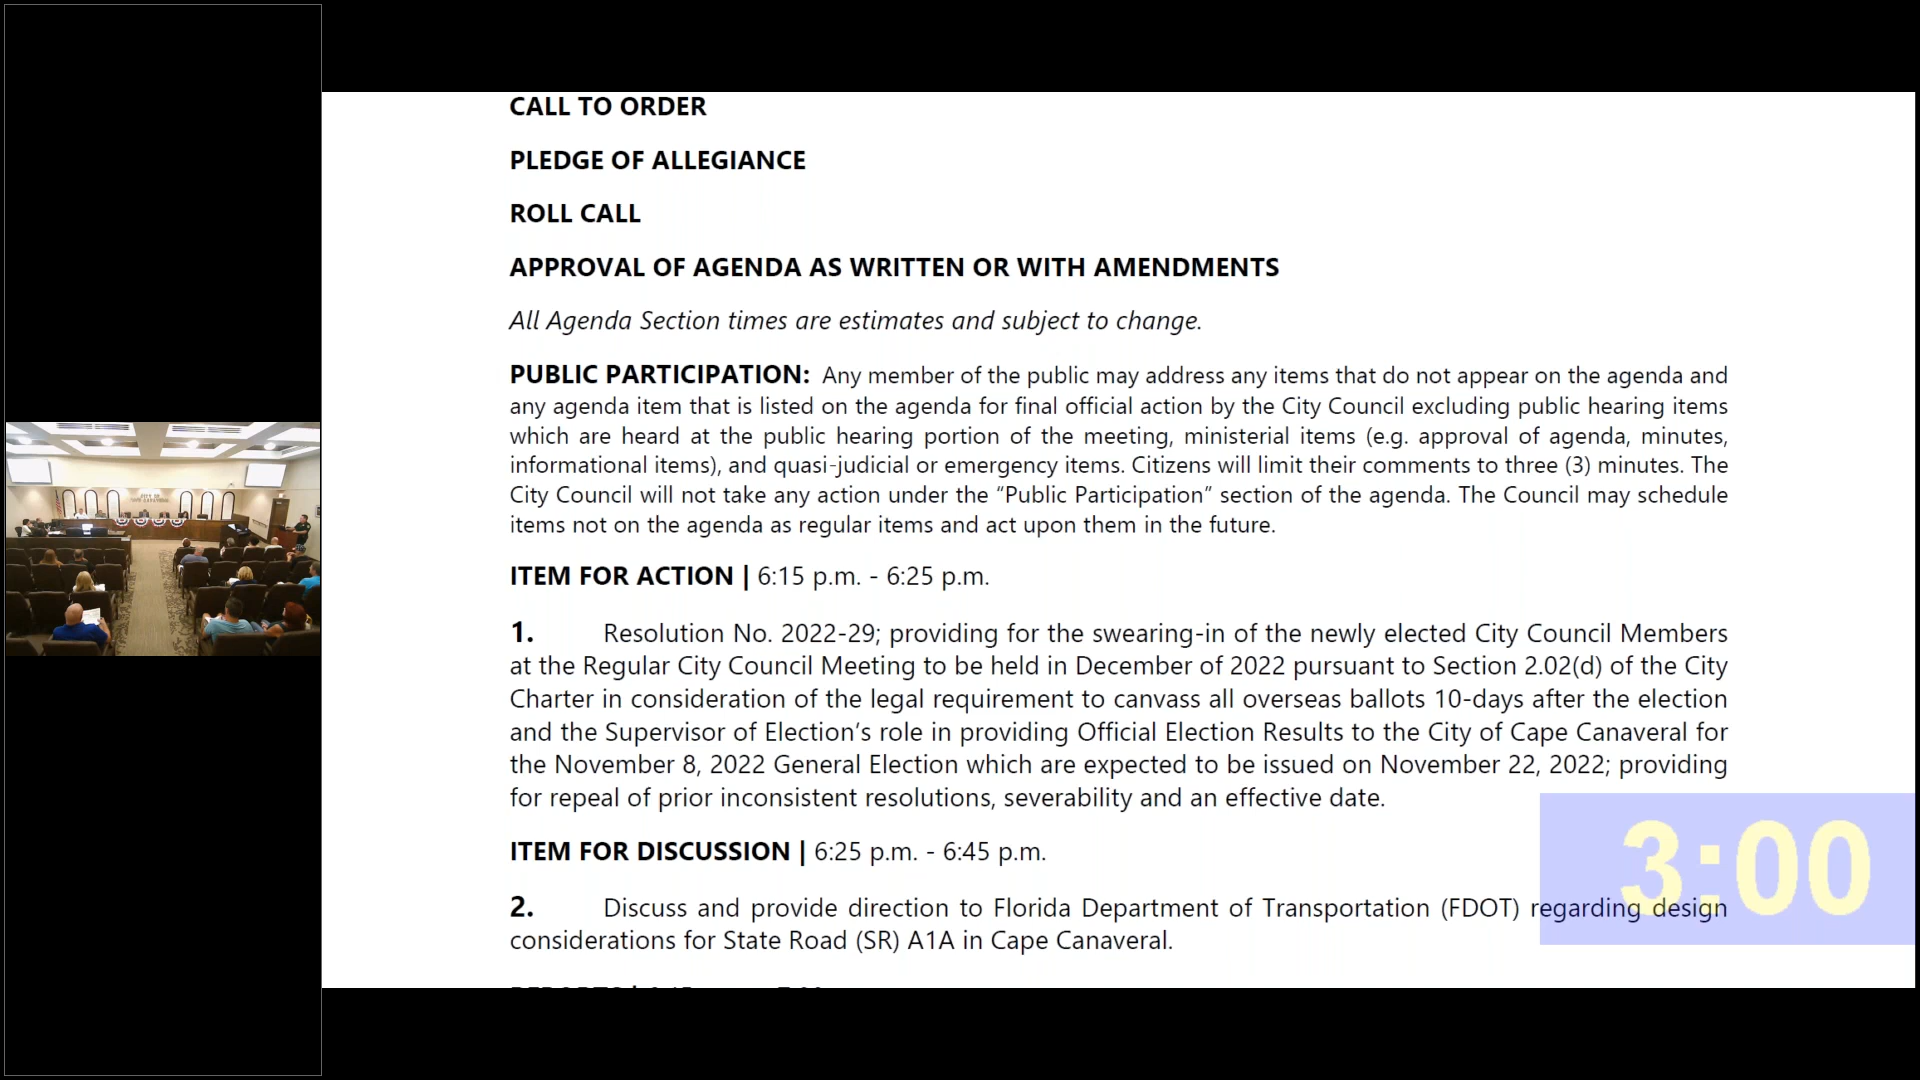 CALL TO ORDER
PLEDGE OF ALLEGIANCE
ROLL CALL
APPROVAL OF AGENDA AS WRITTEN OR WITH AMENDMENTS
All Agenda Section times are estimates and subject to change.
PUBLIC PARTICIPATION: Any member of the public may address any items that do not appear on the agenda and
any agenda item that is listed on the agenda for final official action by the City Council excluding public hearing items
which are heard at the public hearing portion of the meeting, ministerial items (e.g. approval of agenda, minutes,
informational items), and quasi-judicial or emergency items. Citizens will limit their comments to three (3) minutes. The
City Council will not take any action under the “Public Participation” section of the agenda. The Council may schedule
items not on the agenda as regular items and act upon them in the future.
ITEM FOR ACTION | 6:15 p.m. - 6:25 p.m.
1. Resolution No. 2022-29; providing for the swearing-in of the newly elected City Council Members
at the Regular City Council Meeting to be held in December of 2022 pursuant to Section 2.02(d) of the City
Charter in consideration of the legal requirement to canvass all overseas ballots 10-days after the election
and the Supervisor of Election’s role in providing Official Election Results to the City of Cape Canaveral for
the November 8, 2022 General Election which are expected to be issued on November 22, 2022; providing
for repeal of prior inconsistent resolutions, severability and an effective date.
ITEM FOR DISCUSSION | 6:25 p.m. - 6:45 p.m.
2. Discuss and provide direction to Florida Department of Transportation (FDOT) regarding design
considerations for State Road (SR) A1A in Cape Canaveral.
3:00